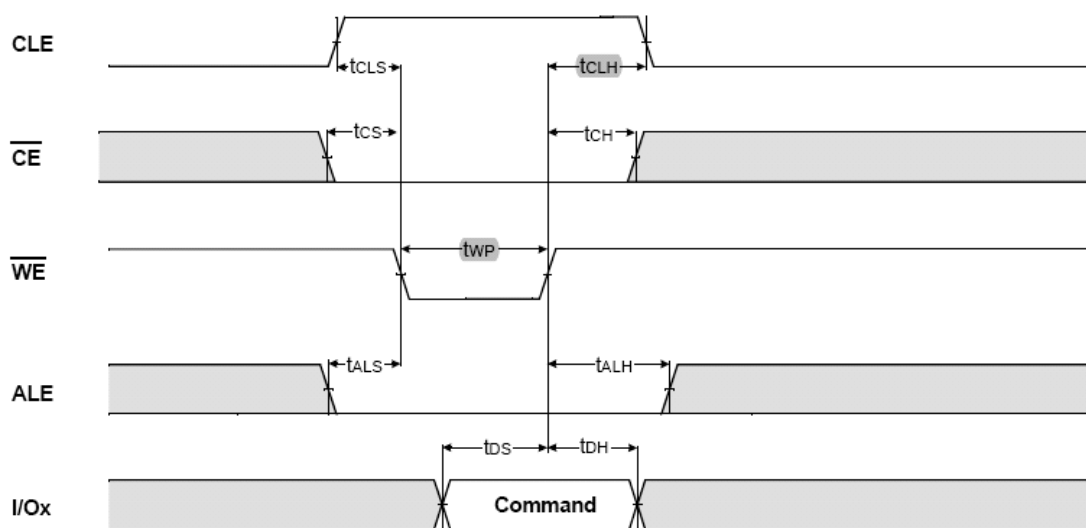 CLE
tCLS
tCLH
CE
tCS
tCH
WE
tWP
ALE
tALS
tALH
I/Ox
tDS
tDH
Command